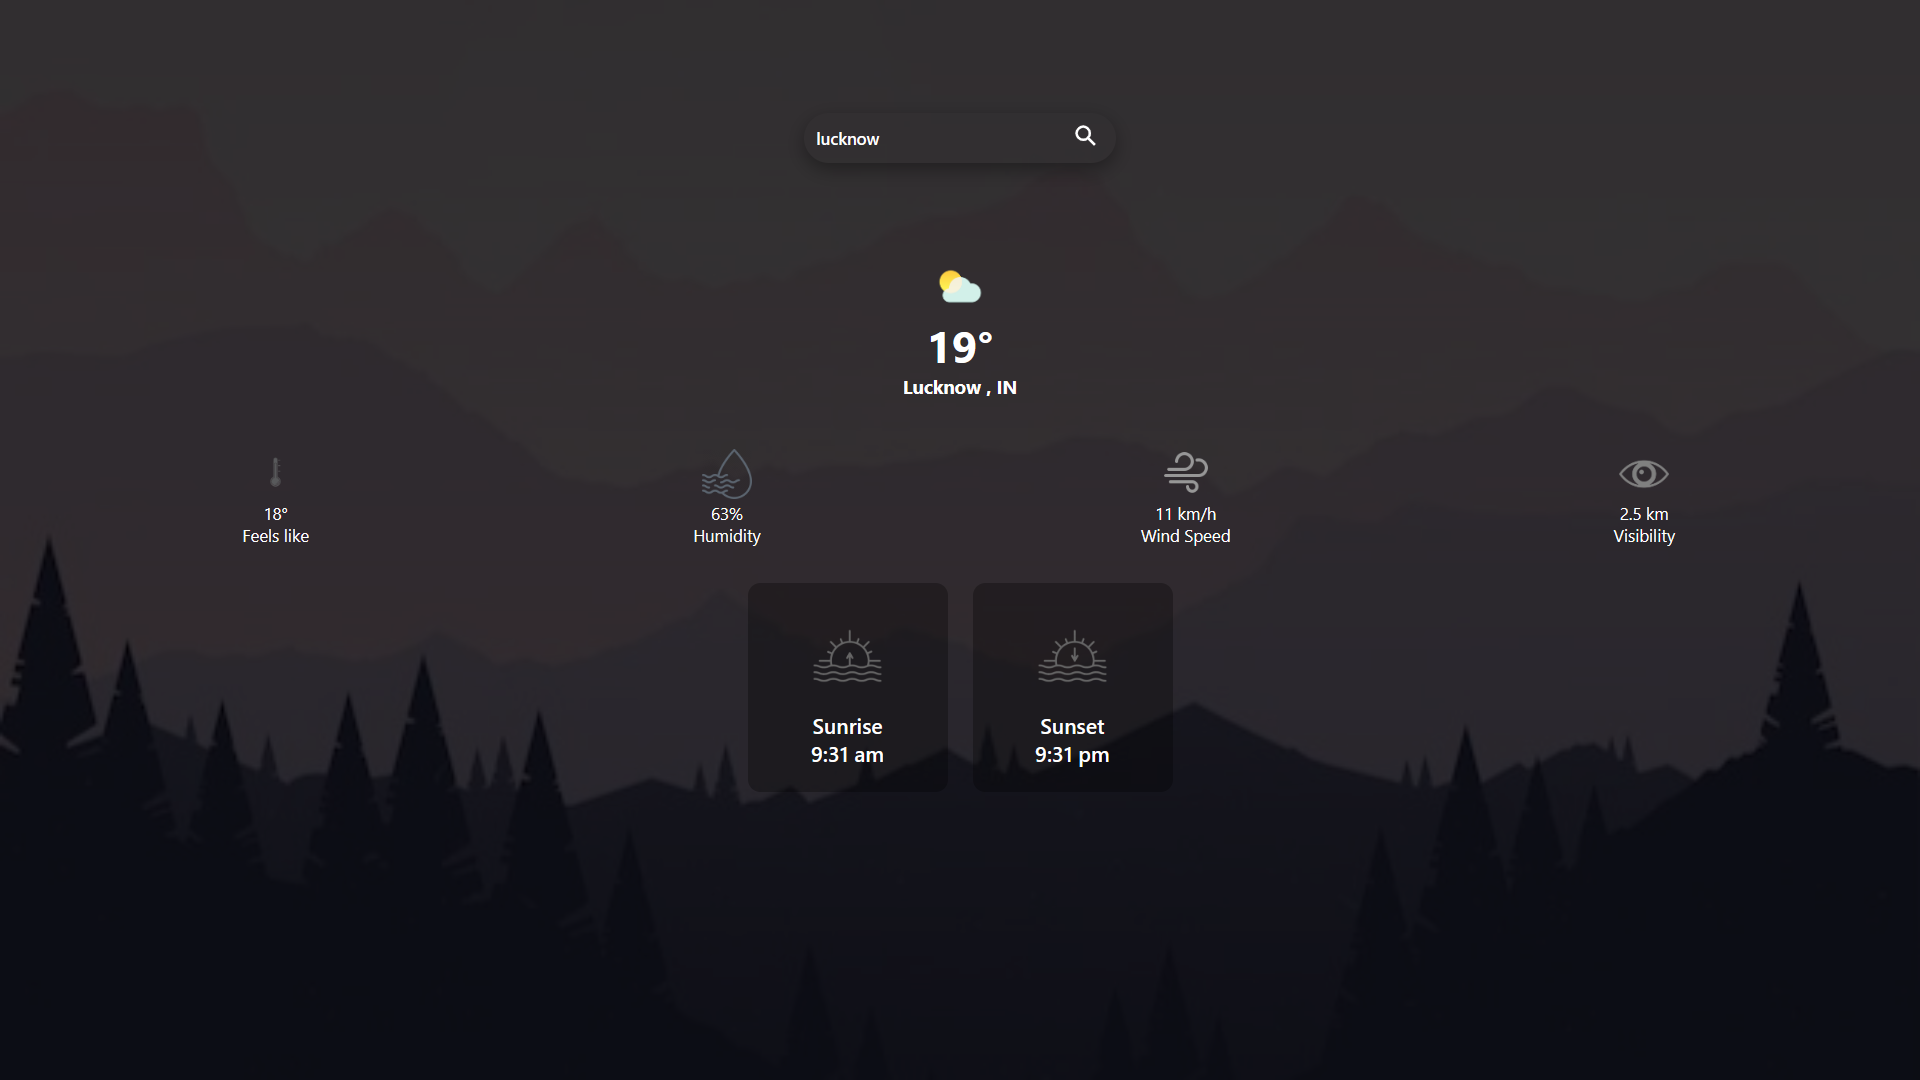 lucknow
19°
Lucknow , IN
18°
Feels like
63%
Humidity
11 km/h
Wind Speed
2.5 km
Visibility
Sunrise
9:31 am
Sunset
9:31 pm